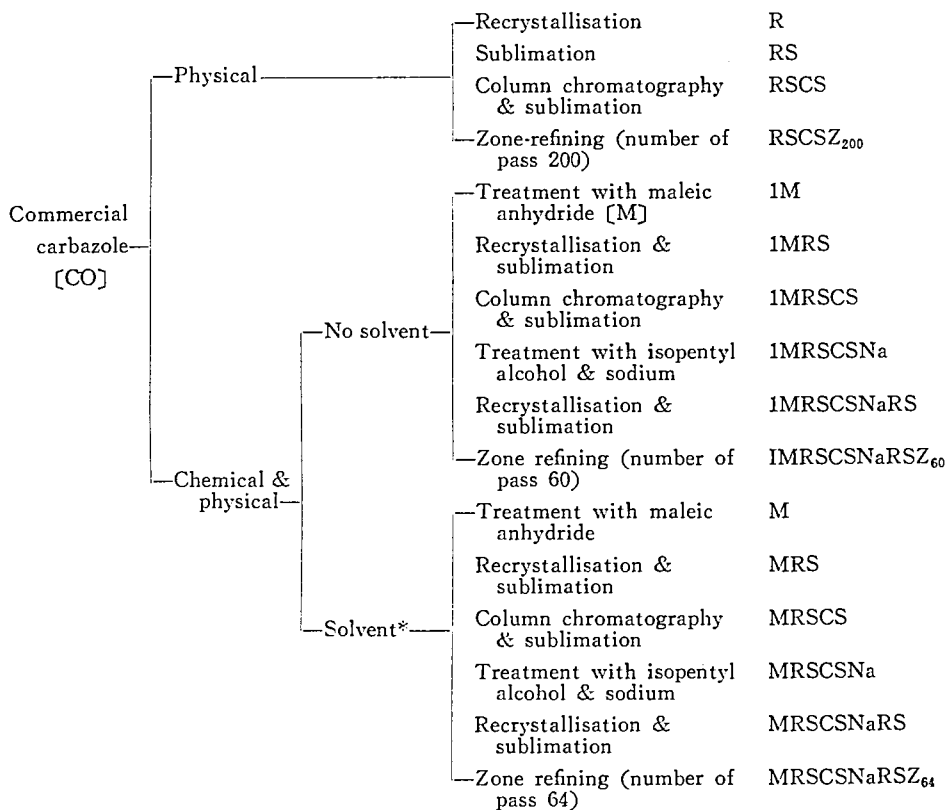 Recrystallisation R
Sublimation RS
Physical
Column chromatography RSCS
& sublimation
Zone-refining (number of RSCSZ₂₀₀
pass 200)
Commercial
carbazole
[CO]
Treatment with maleic 1M
anhydride [M]
Recrystallisation & 1MRS
sublimation
Column chromatography 1MRSCS
& sublimation
No solvent
Treatment with isopentyl 1MRSCSNa
alcohol & sodium
Recrystallisation & 1MRSCSNaRS
sublimation
Zone refining (number of IMRSCSNaRSZ₆₀
pass 60)
Chemical &
physical
Treatment with maleic M
anhydride
Recrystallisation & MRS
sublimation
Solvent*
Column chromatography MRSCS
& sublimation
Treatment with isopentyl MRSCSNa
alcohol & sodium
Recrystallisation & MRSCSNaRS
sublimation
Zone refining (number of MRSCSNaRSZ₆₄
pass 64)